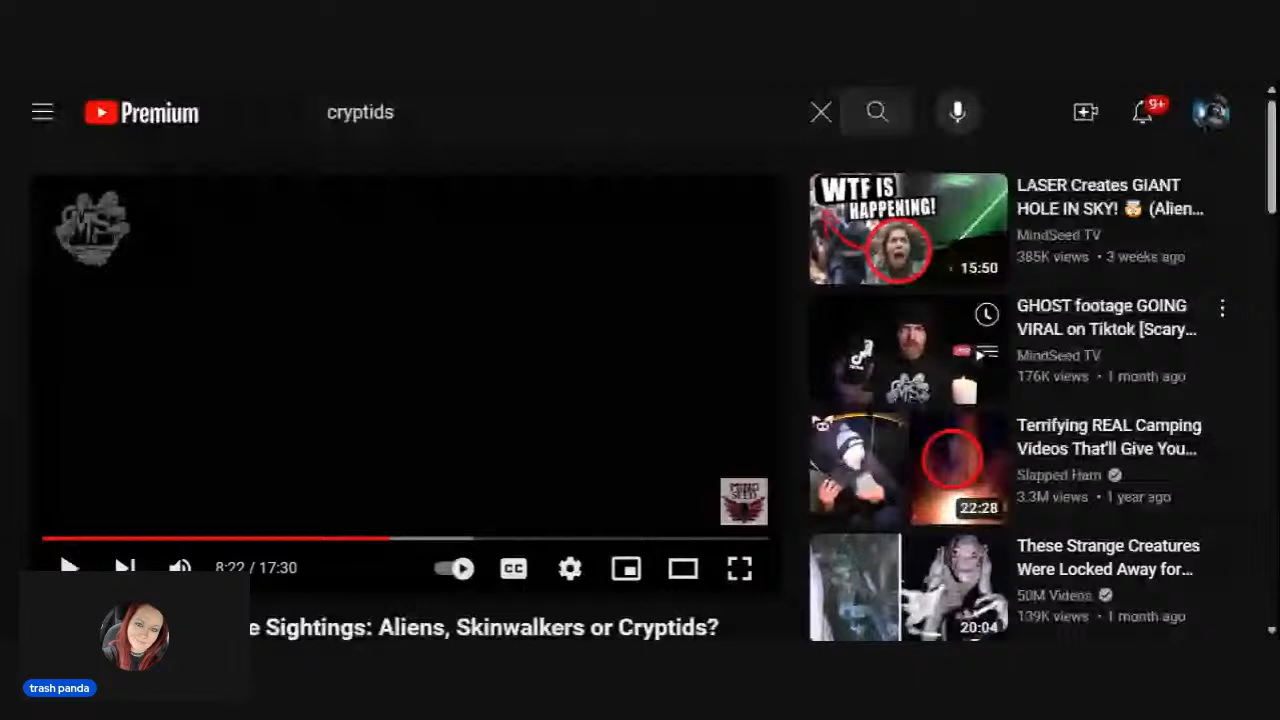 Premium
cryptids
9+
MS
MIND
SEED
8:22 / 17:30
CC
e Sightings: Aliens, Skinwalkers or Cryptids?
trash panda
WTF IS
HAPPENING!
15:50
LASER Creates GIANT
HOLE IN SKY! 🤯 (Alien...
MindSeed TV
385K views • 3 weeks ago
GHOST footage GOING
VIRAL on Tiktok [Scary...
MindSeed TV
176K views • 1 month ago
22:28
Terrifying REAL Camping
Videos That'll Give You...
Slapped Ham
3.3M views • 1 year ago
20:04
These Strange Creatures
Were Locked Away for...
50M Videos
139K views • 1 month ago